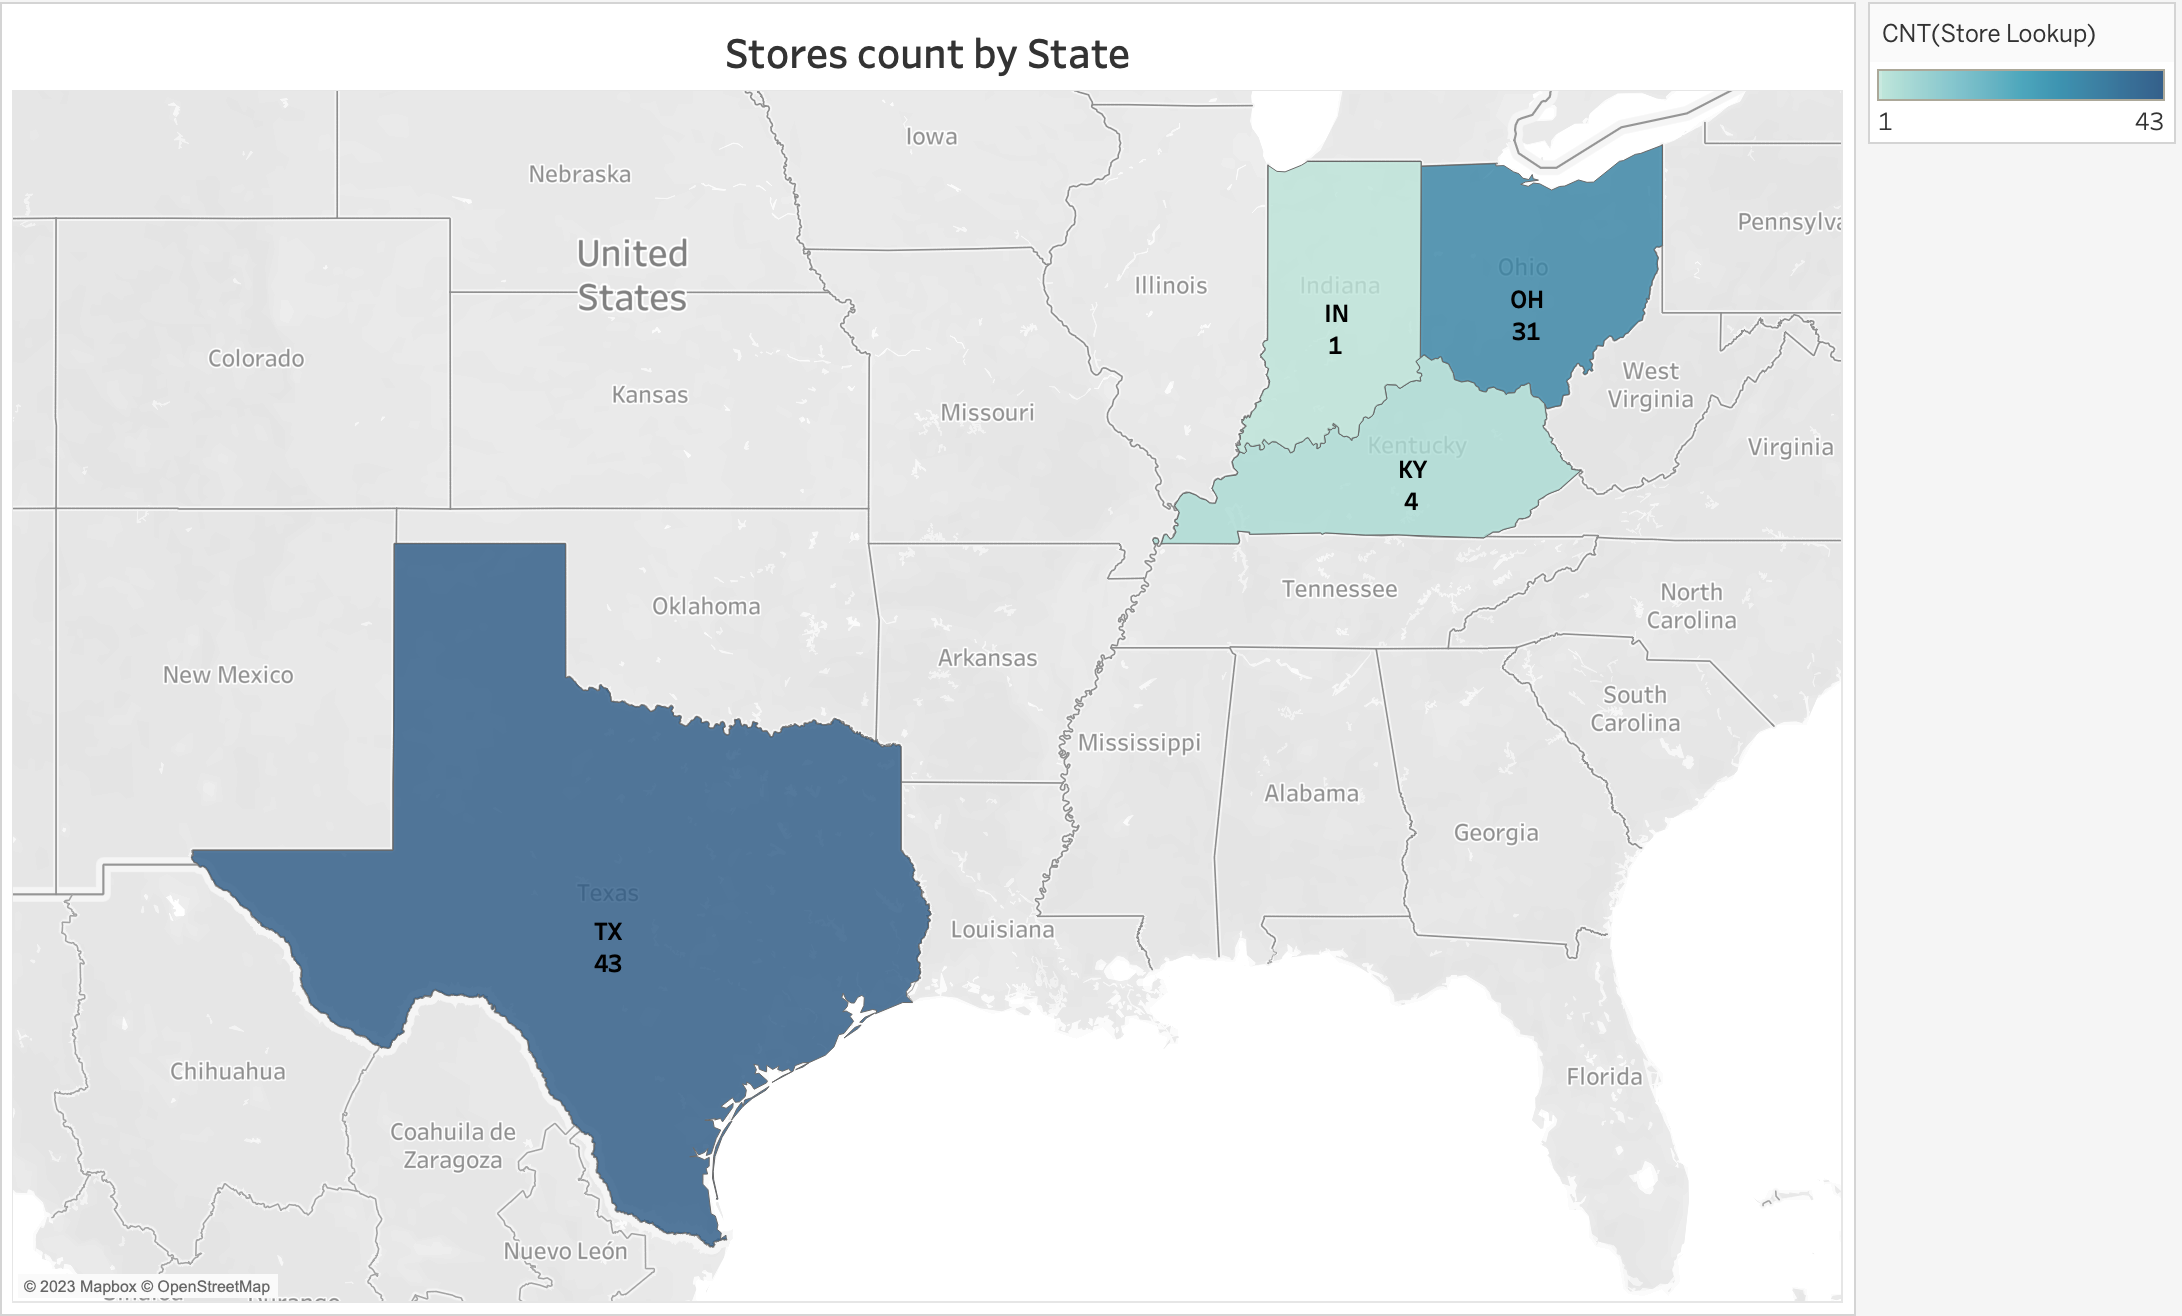 Stores count by State
CNT(Store Lookup)
1
43
Iowa
Nebraska
Pennsylva
United
States
Ohio
OH
31
Illinois
Indiana
IN
1
Colorado
Kansas
West
Virginia
Missouri
Kentucky
KY
4
Virginia
Tennessee
North
Carolina
Oklahoma
Arkansas
New Mexico
South
Carolina
Mississippi
Alabama
Georgia
Texas
TX
43
Louisiana
Chihuahua
Florida
Coahuila de
Zaragoza
Nuevo León
© 2023 Mapbox © OpenStreetMap